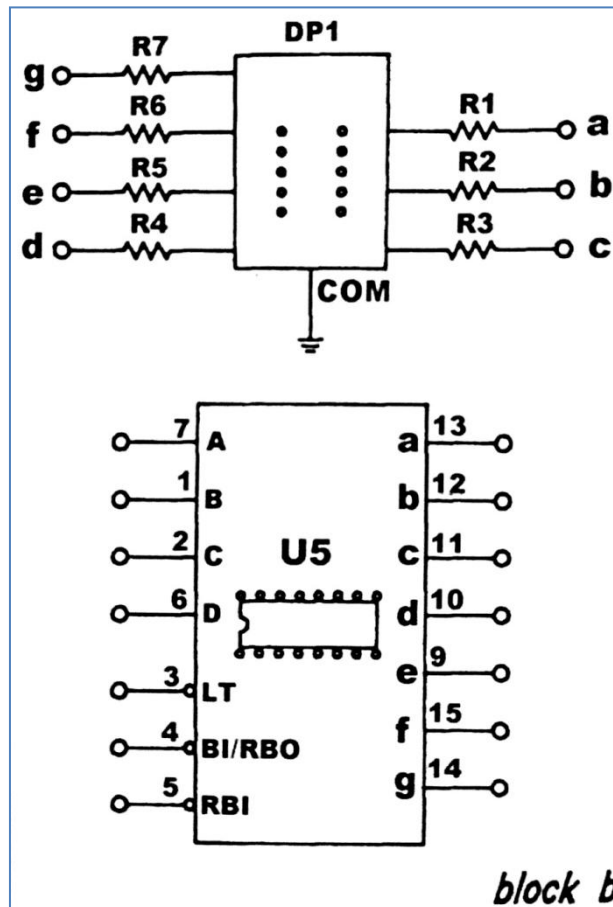 DP1
R7
g
R6
f
R1
a
R5
e
R2
b
R4
d
R3
c
COM
7 A
a 13
1 B
b 12
2 C
c 11
U5
6 D
d 10
e 9
3 LT
f 15
4 BI/RBO
g 14
5 RBI
block b